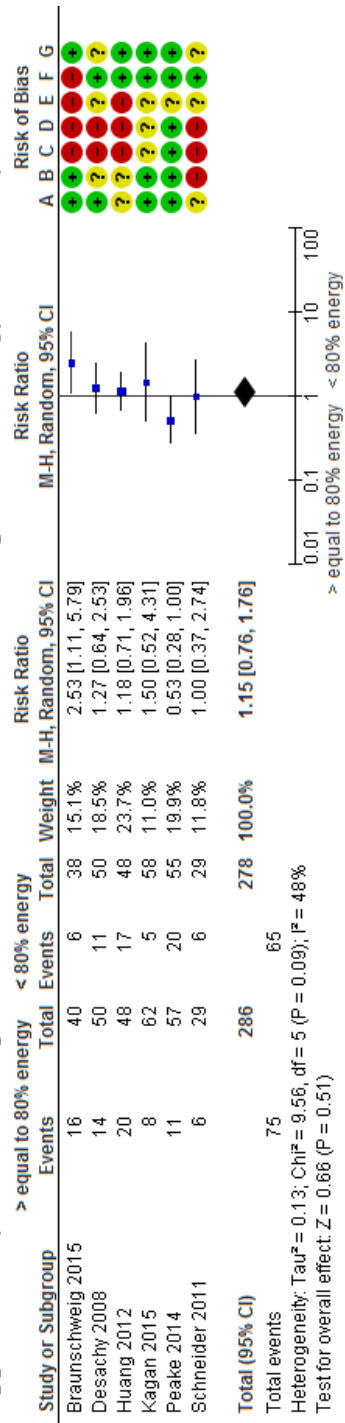 > equal to 80% energy < 80% energy Risk Ratio Risk Ratio Risk of Bias
Study or Subgroup Events Total Events Total Weight M-H, Random, 95% CI M-H, Random, 95% CI A B C D E F G
Braunschweig 2015 16 40 6 38 15.1% 2.53 [1.11, 5.79] + + - - - - +
Desachy 2008 14 50 11 50 18.5% 1.27 [0.64, 2.53] + ? - - ? + ?
Huang 2012 20 48 17 48 23.7% 1.18 [0.71, 1.96] ? ? - - - + +
Kagan 2015 8 62 5 58 11.0% 1.50 [0.52, 4.31] + + ? ? ? + +
Peake 2014 11 57 20 55 19.9% 0.53 [0.28, 1.00] + + + + ? + +
Schneider 2011 6 29 6 29 11.8% 1.00 [0.37, 2.74] ? - - - ? + ?
Total (95% CI) 286 278 100.0% 1.15 [0.76, 1.76]
Total events 75 65
Heterogeneity: Tau² = 0.13; Chi² = 9.56, df = 5 (P = 0.09); I² = 48%
Test for overall effect: Z = 0.66 (P = 0.51)
0.01 0.1 1 10 100
> equal to 80% energy < 80% energy